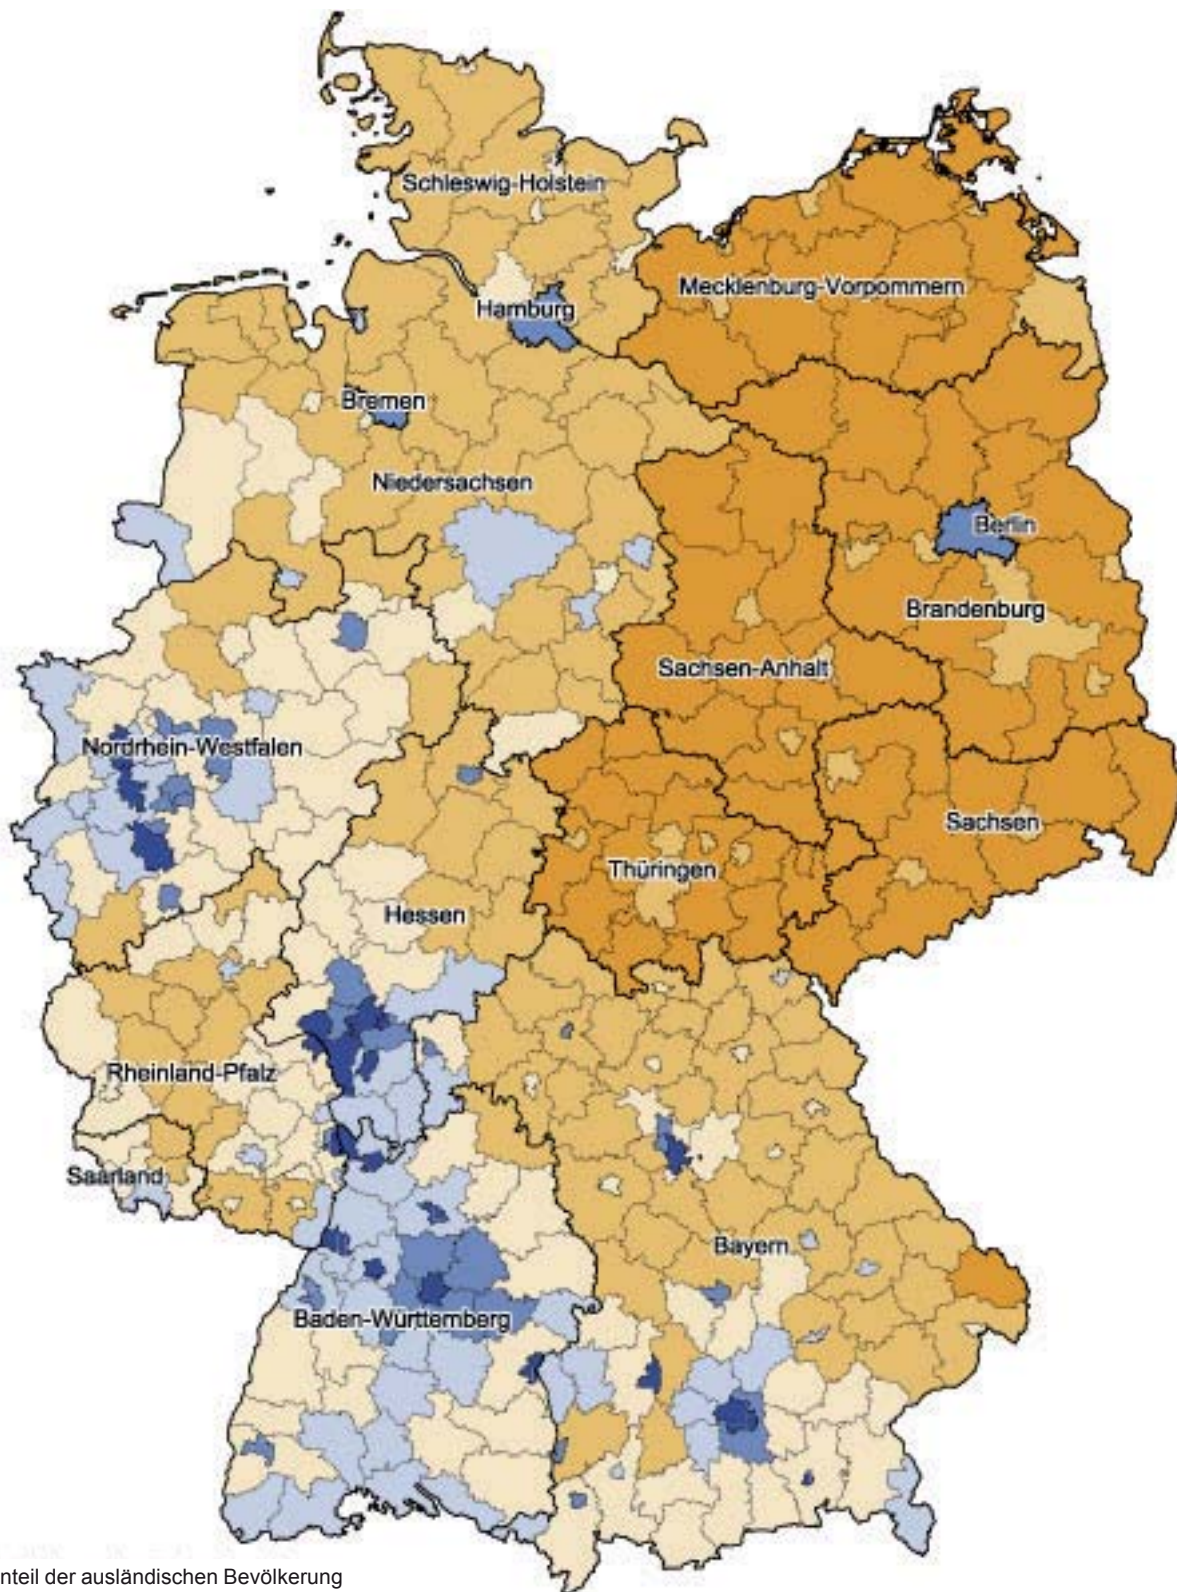 Schleswig-Holstein
Mecklenburg-Vorpommern
Hamburg
Bremen
Niedersachsen
Berlin
Brandenburg
Sachsen-Anhalt
Nordrhein-Westfalen
Sachsen
Thüringen
Hessen
Rheinland-Pfalz
Saarland
Bayern
Baden-Württemberg
nteil der ausländischen Bevölkerung